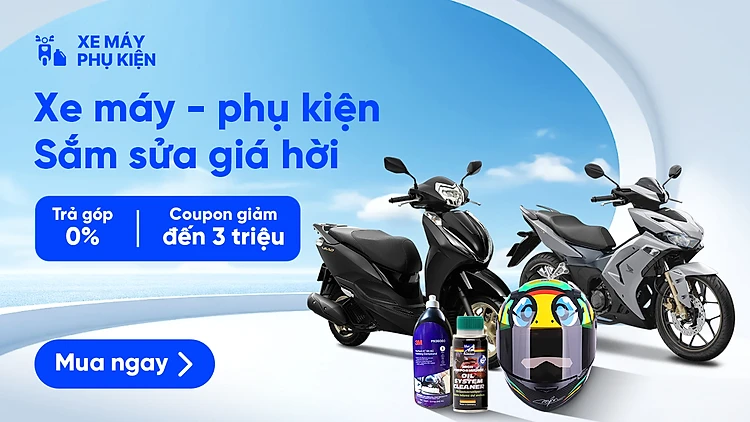 XE MÁY
PHỤ KIỆN
Xe máy - phụ kiện
Sắm sửa giá hời
Trả góp
0%
Coupon giảm
đến 3 triệu
Mua ngay
3M
OIL
SYSTEM
CLEANER